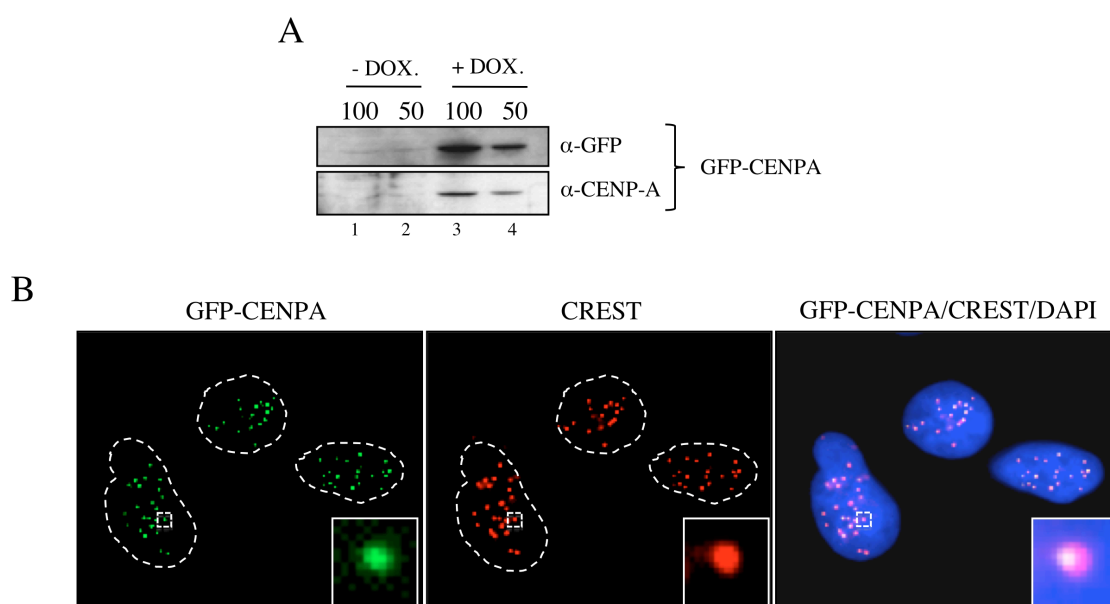 A
- DOX. + DOX.
100 50 100 50
α-GFP
GFP-CENPA
α-CENP-A
1 2 3 4
B
GFP-CENPA CREST GFP-CENPA/CREST/DAPI